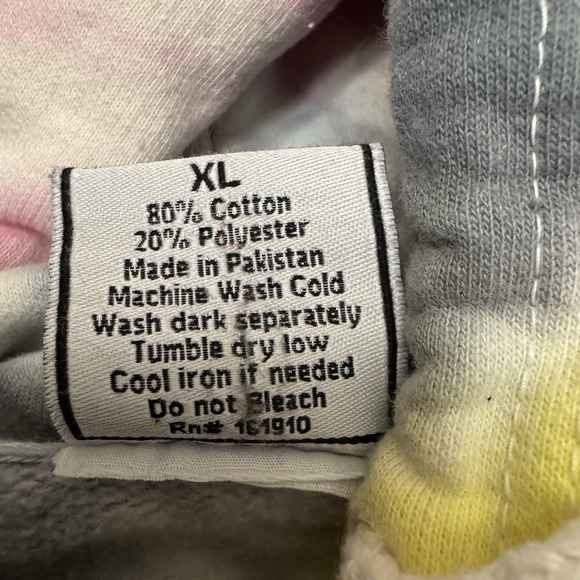 XL
80% Cotton
20% Polyester
Made in Pakistan
Machine Wash Cold
Wash dark separately
Tumble dry low
Cool iron if needed
Do not Bleach
Rn# 161910